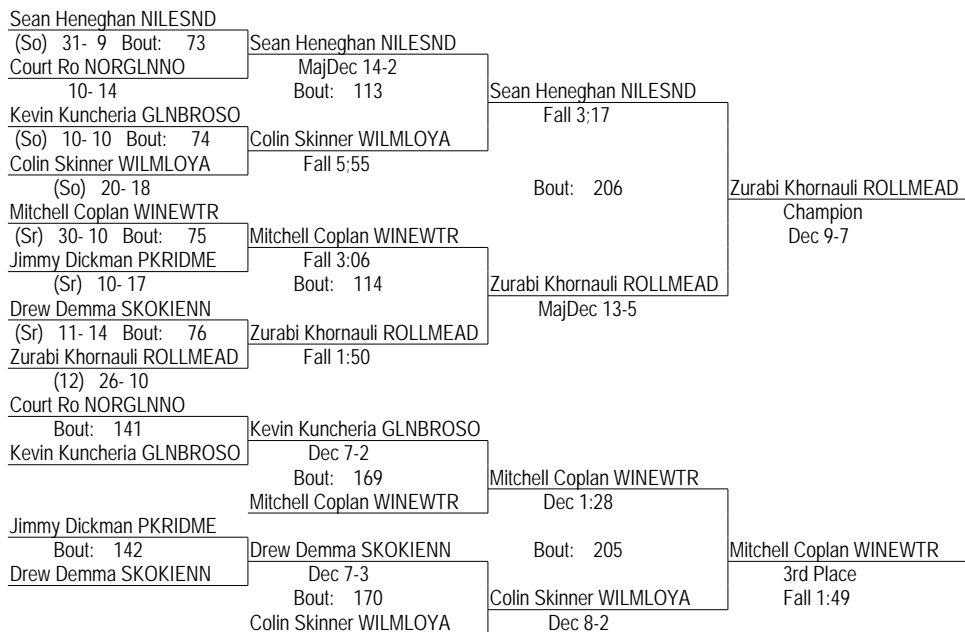 Sean Heneghan NILESND
(So) 31- 9 Bout: 73
Sean Heneghan NILESND
Court Ro NORGLNNO
MajDec 14-2
10- 14
Bout: 113
Sean Heneghan NILESND
Kevin Kuncheria GLNBROSO
Fall 3;17
(So) 10- 10 Bout: 74
Colin Skinner WILMLOYA
Colin Skinner WILMLOYA
Fall 5;55
(So) 20- 18
Bout: 206
Zurabi Khornauli ROLLMEAD
Mitchell Coplan WINEWTR
Champion
(Sr) 30- 10 Bout: 75
Mitchell Coplan WINEWTR
Dec 9-7
Jimmy Dickman PKRIDME
Fall 3:06
(Sr) 10- 17
Bout: 114
Zurabi Khornauli ROLLMEAD
Drew Demma SKOKIENN
MajDec 13-5
(Sr) 11- 14 Bout: 76
Zurabi Khornauli ROLLMEAD
Zurabi Khornauli ROLLMEAD
Fall 1:50
(12) 26- 10
Court Ro NORGLNNO
Bout: 141
Kevin Kuncheria GLNBROSO
Kevin Kuncheria GLNBROSO
Dec 7-2
Bout: 169
Mitchell Coplan WINEWTR
Mitchell Coplan WINEWTR
Dec 1:28
Jimmy Dickman PKRIDME
Bout: 142
Drew Demma SKOKIENN
Bout: 205
Mitchell Coplan WINEWTR
Drew Demma SKOKIENN
Dec 7-3
3rd Place
Bout: 170
Colin Skinner WILMLOYA
Fall 1:49
Colin Skinner WILMLOYA
Dec 8-2